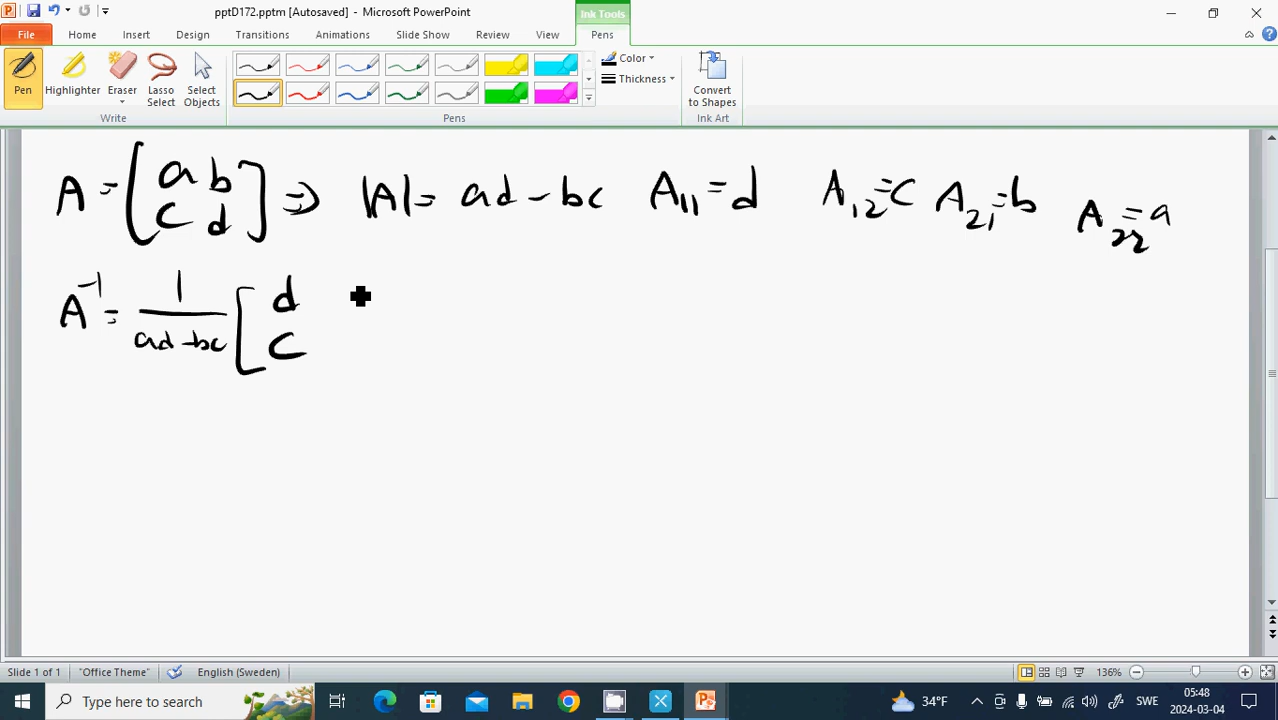 pptD172.pptm [Autosaved] - Microsoft PowerPoint
Ink Tools
File Home Insert Design Transitions Animations Slide Show Review View Pens
Pen Highlighter Eraser Lasso Select Select Objects Color Thickness Convert to Shapes
Write Pens Ink Art
A = [a b c d] ⇒ |A| = ad - bc A₁₁ = d A₁₂ = c A₂₁ = b A₂₂ = a
A⁻¹ = 1/(ad - bc) [d c
Slide 1 of 1 "Office Theme" English (Sweden) 136%
Type here to search 34°F SWE 05:48
2024-03-04